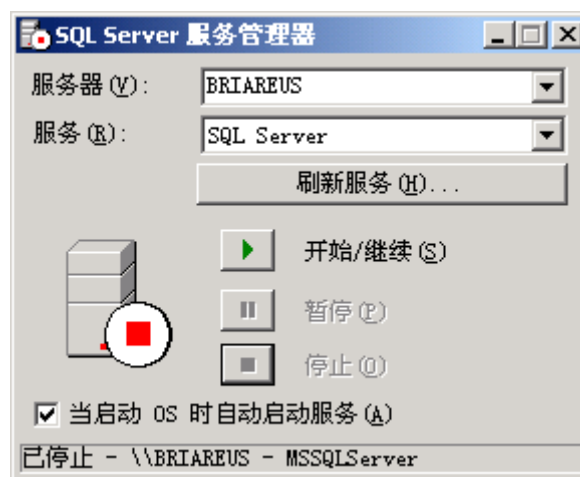 SQL Server 服务管理器
服务器(V): BRIAREUS
服务(R): SQL Server
刷新服务(H)...
开始/继续(S)
暂停(P)
停止(O)
当启动 OS 时自动启动服务(A)
已停止 - \\BRIAREUS - MSSQLServer